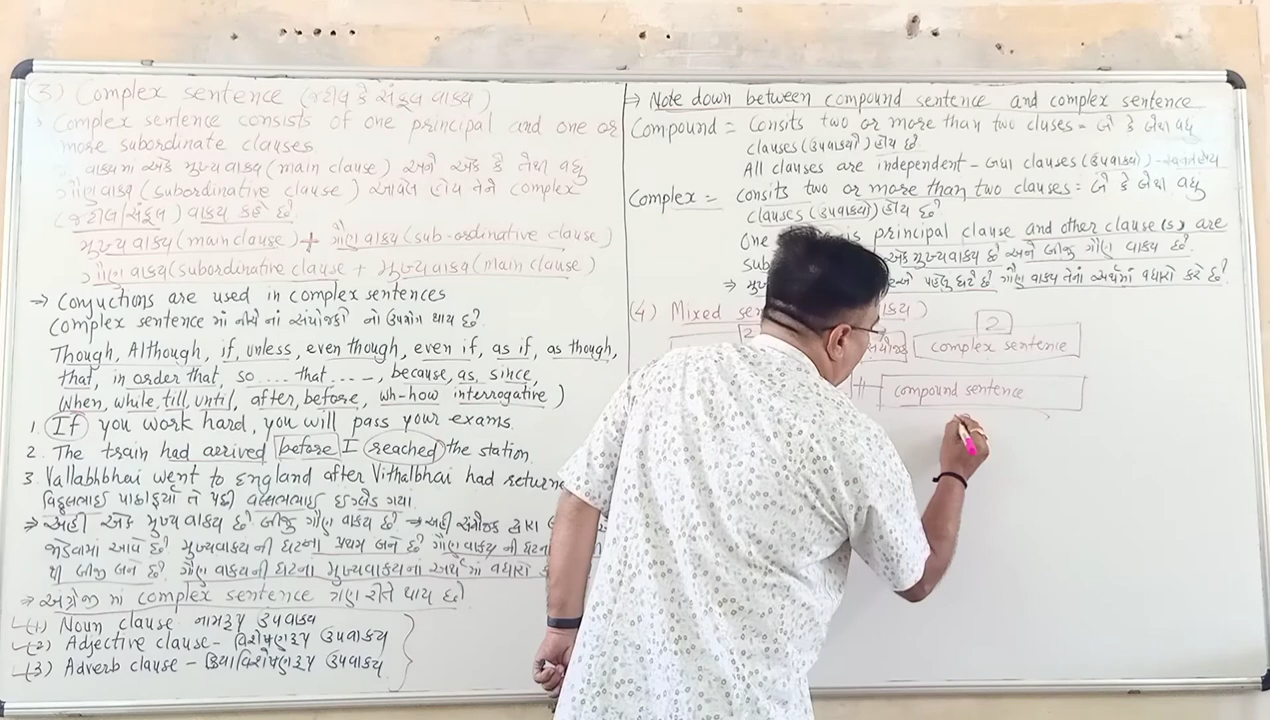 (3) Complex sentence (જટીલ કે સંકુલ વાક્ય)
Complex sentence consists of one principal and one or
more subordinate clauses.
વાક્યમાં એક મુખ્યવાક્ય (main clause) અને એક કે તેથી વધુ
ગૌણવાક્ય (subordinative clause) આવેલ હોય તેને complex
(જટીલ/સંકૂલ) વાક્ય કહે છે.
મુખ્ય વાક્ય (main clause) + ગૌણ વાક્ય (sub-ordinative clause)
ગૌણ વાક્ય (subordinative clause + મુખ્ય વાક્ય (main clause)
⇒ Conjuctions are used in complex sentences
Complex sentence માં નીચેનાં સંયોજકો નો ઉપયોગ થાય છે.
Though, Although, if, unless, even though, even if, as if, as though,
that, in order that, so .... that ...., because, as, since,
(when, while, till, until, after, before, wh-how interrogative)
1. If you work hard, you will pass your exams.
2. The train had arrived before I reached the station
3 Vallabhbhai went to England after Vithalbhai had returne
વિઠ્ઠલભાઈ પાછા ફર્યા તે પછી વલ્લભભાઈ ઇંગ્લેંડ ગયા
⇒ અહીં એક મુખ્ય વાક્ય છે બીજુ ગૌણ વાક્ય છે ⇒ અહીં સંયોજક દ્વારા
જોડવામાં આવે છે. મુખ્યવાક્યની ઘટના પ્રથમ બને છે ગૌણ વાક્ય ની ઘટના
થી બીજી બને છે. ગૌણ વાક્યની ઘટના મુખ્યવાક્યના અર્થમાં વધારો
⇒ અંગ્રેજી માં complex sentence ત્રણ રીતે થાય છે.
(1) Noun clause નામરૂપ ઉપવાક્ય
(2) Adjective clause - વિશેષણરૂપ ઉપવાક્ય
(3) Adverb clause - ક્રિયાવિશેષણરૂપ ઉપવાક્ય
⇒ Note down between compound sentence and complex sentence
Compound = Consits two or more than two cluses = બે કે બેથી વધુ
clauses (ઉપવાક્યો) હોય છે
All clauses are independent - બધા clauses (ઉપવાક્યો) - સ્વતંત્ર હોય
Complex = consits two or more than two clauses = બે કે બેથી વધુ
clauses (ઉપવાક્યો) હોય છે.
One is principal clause and other clause (s) are
sub એક મુખ્યવાક્ય છે અને બીજુ ગૌણ વાક્ય છે.
⇒ પહેલુ ઘટે છે ગૌણ વાક્ય તેનાં અર્થમાં વધારો કરે છે.
(4) Mixed sen વાક્ય)
2 2
સંયોજક complex sentence
compound sentence